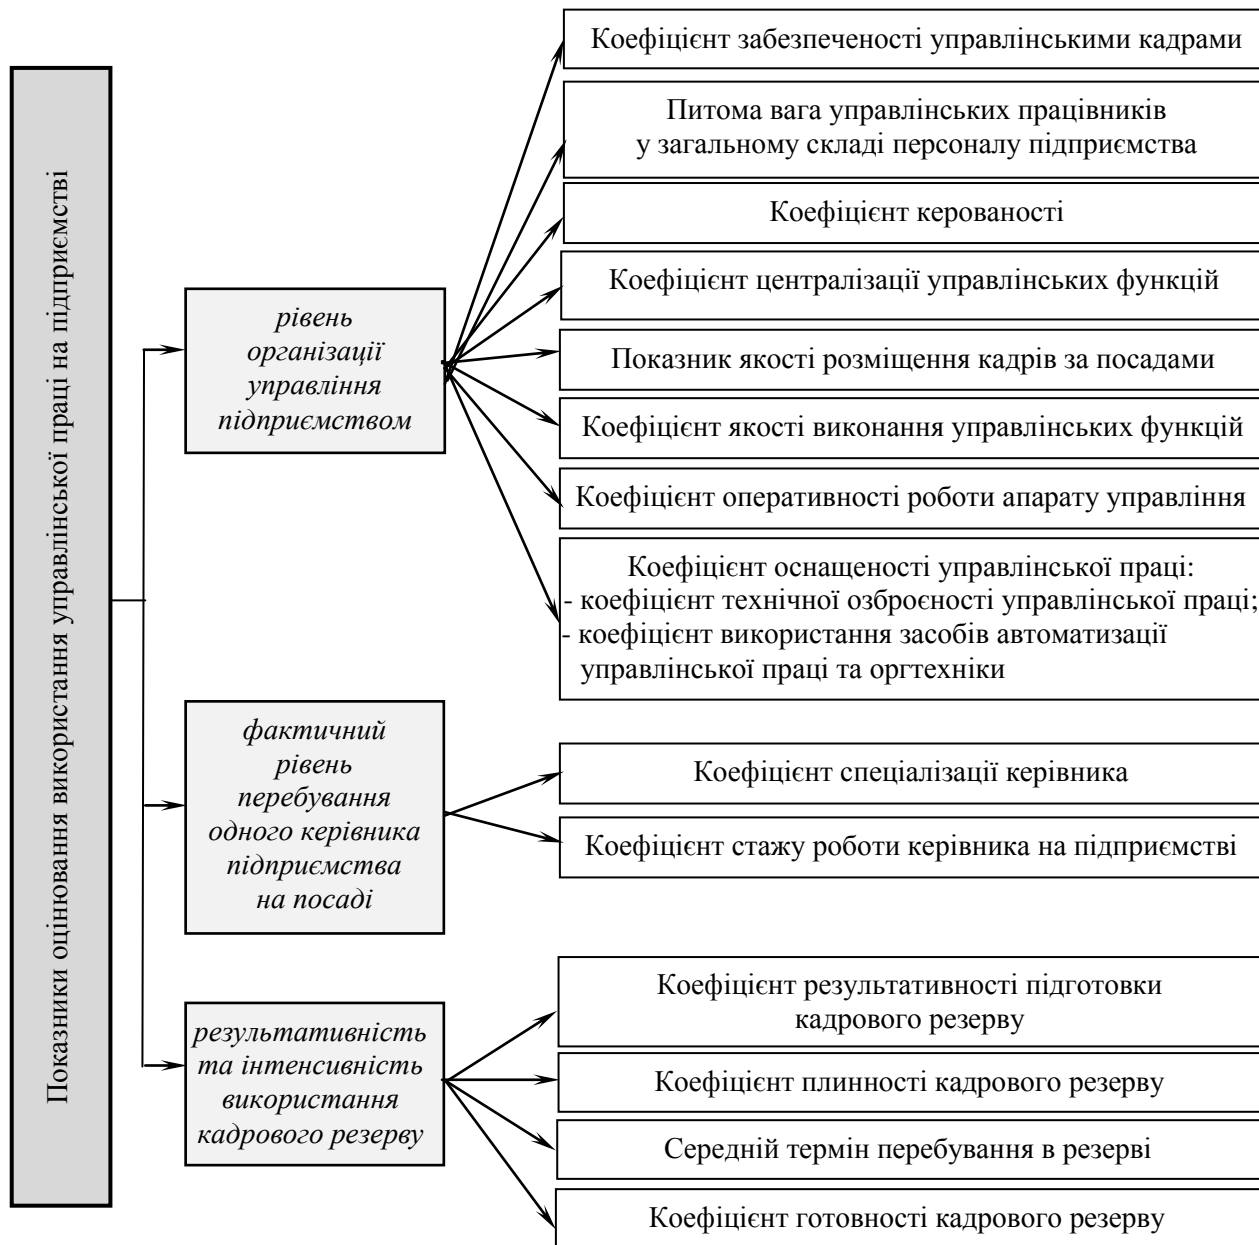 Показники оцінювання використання управлінської праці на підприємстві
рівень
організації
управління
підприємством
Коефіцієнт забезпеченості управлінськими кадрами
Питома вага управлінських працівників
у загальному складі персоналу підприємства
Коефіцієнт керованості
Коефіцієнт централізації управлінських функцій
Показник якості розміщення кадрів за посадами
Коефіцієнт якості виконання управлінських функцій
Коефіцієнт оперативності роботи апарату управління
Коефіцієнт оснащеності управлінської праці:
- коефіцієнт технічної озброєності управлінської праці;
- коефіцієнт використання засобів автоматизації
управлінської праці та оргтехніки
фактичний
рівень
перебування
одного керівника
підприємства
на посаді
Коефіцієнт спеціалізації керівника
Коефіцієнт стажу роботи керівника на підприємстві
результативність
та інтенсивність
використання
кадрового резерву
Коефіцієнт результативності підготовки
кадрового резерву
Коефіцієнт плинності кадрового резерву
Середній термін перебування в резерві
Коефіцієнт готовності кадрового резерву